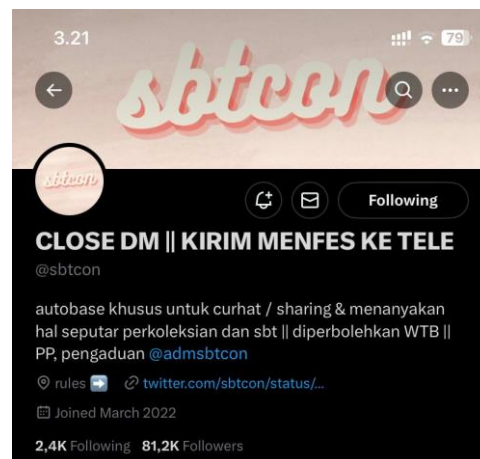 3.21 79
sbtcon
sbtcon
Following
CLOSE DM || KIRIM MENFES KE TELE
@sbtcon
autobase khusus untuk curhat / sharing & menanyakan
hal seputar perkoleksian dan sbt || diperbolehkan WTB ||
PP, pengaduan @admsbtcon
rules ➡️ twitter.com/sbtcon/status/...
Joined March 2022
2,4K Following 81,2K Followers